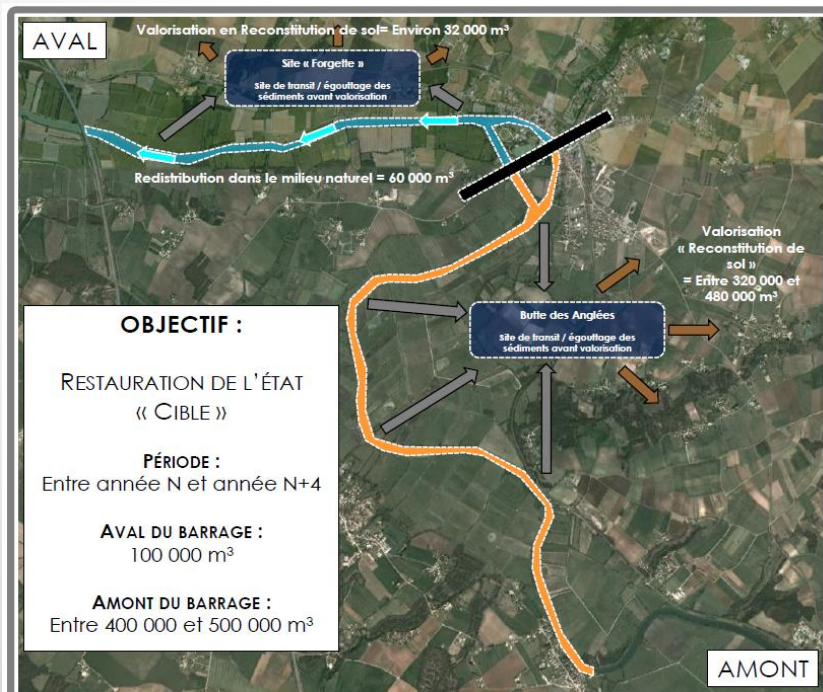 AVAL
Valorisation en Reconstitution de sol= Environ 32 000 m³
Site « Forgette »
Site de transit / égouttage des
sédiments avant valorisation
Redistribution dans le milieu naturel = 60 000 m³
Valorisation
« Reconstitution de
sol »
= Entre 320 000 et
480 000 m³
Butte des Anglées
Site de transit / égouttage des
sédiments avant valorisation
OBJECTIF :
RESTAURATION DE L'ÉTAT
« CIBLE »
PÉRIODE :
Entre année N et année N+4
AVAL DU BARRAGE :
100 000 m³
AMONT DU BARRAGE :
Entre 400 000 et 500 000 m³
AMONT